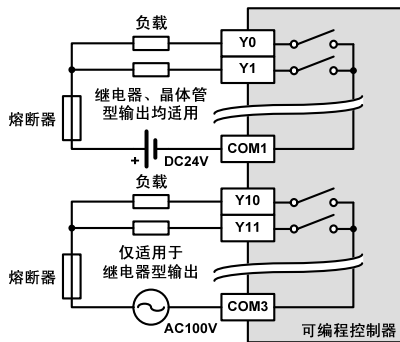 负载
Y0
Y1
继电器、晶体管
型输出均适用
熔断器
+
DC24V
COM1
负载
Y10
Y11
仅适用于
继电器型输出
熔断器
AC100V
COM3
可编程控制器